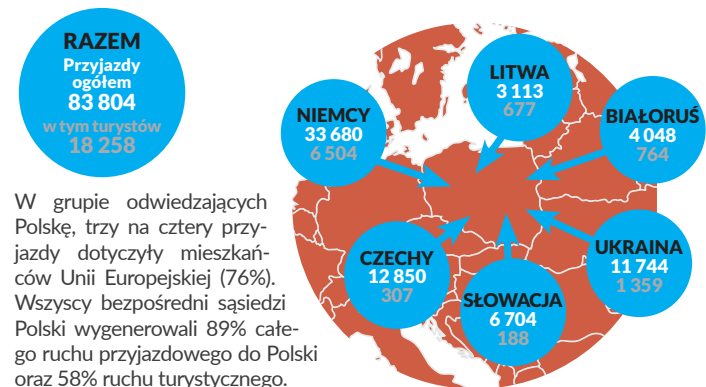 RAZEM
Przyjazdy
ogółem
83 804
w tym turystów
18 258
LITWA
3 113
677
NIEMCY
33 680
6 504
BIAŁORUŚ
4 048
764
CZECHY
12 850
307
SŁOWACJA
6 704
188
UKRAINA
11 744
1 359
W grupie odwiedzających
Polskę, trzy na cztery przy-
jazdy dotyczyły mieszkań-
ców Unii Europejskiej (76%).
Wszyscy bezpośredni sąsiedzi
Polski wygenerowali 89% całe-
go ruchu przyjazdowego do Polski
oraz 58% ruchu turystycznego.